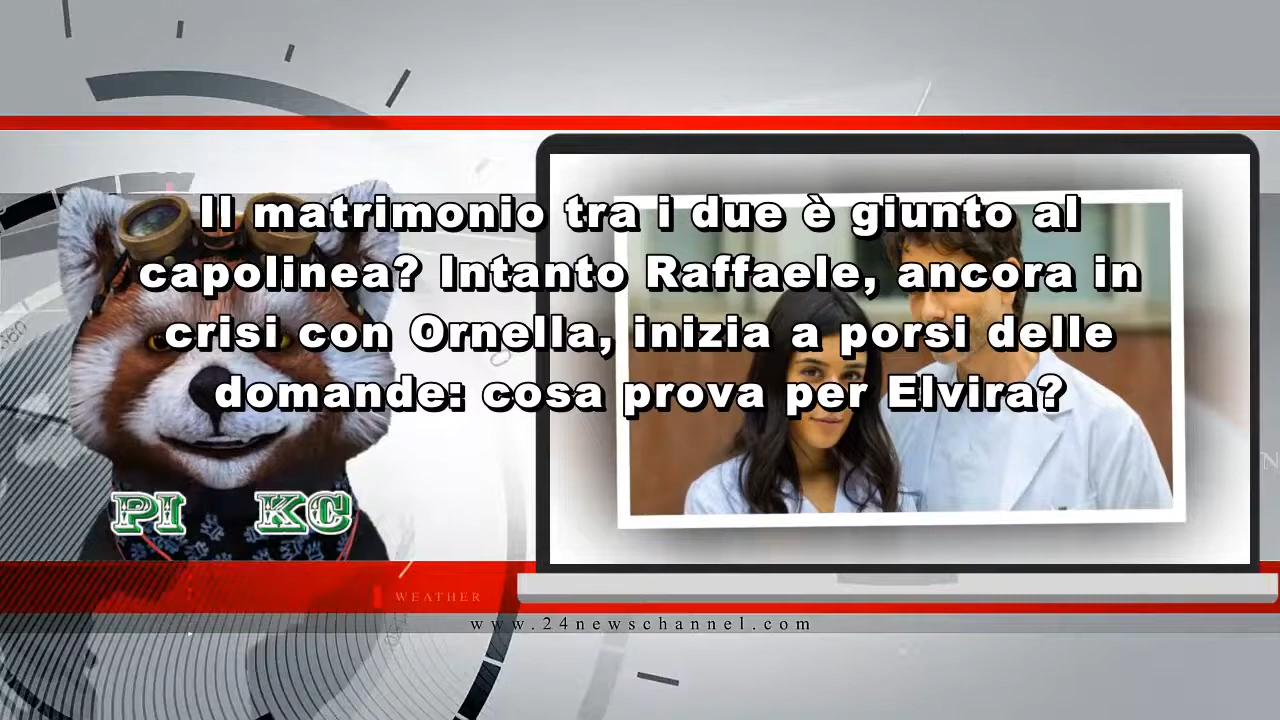 Il matrimonio tra i due è giunto al
capolinea? Intanto Raffaele, ancora in
crisi con Ornella, inizia a porsi delle
domande: cosa prova per Elvira?
PI KC
WEATHER
www.24newschannel.com